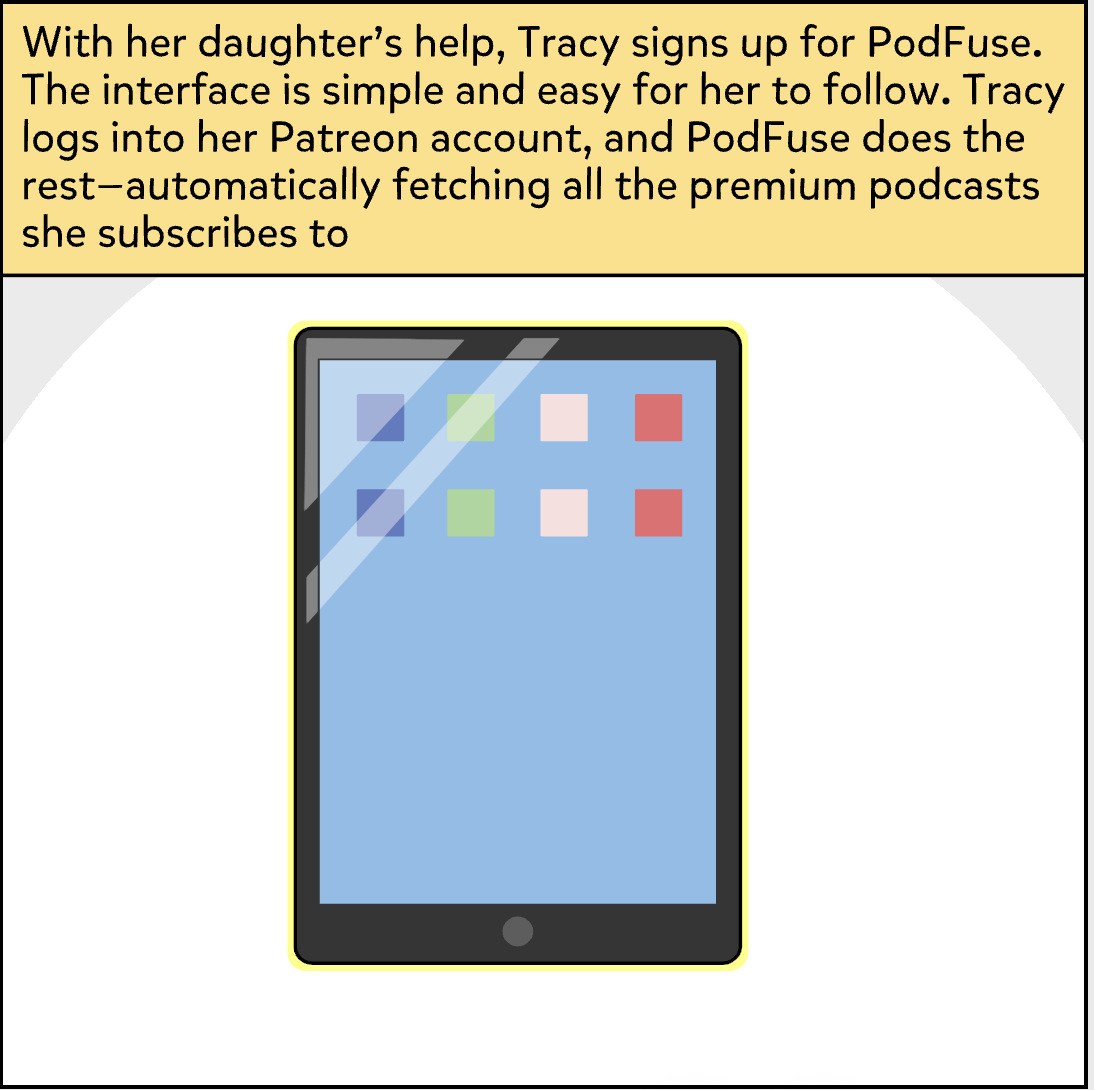 With her daughter’s help, Tracy signs up for PodFuse.
The interface is simple and easy for her to follow. Tracy
logs into her Patreon account, and PodFuse does the
rest—automatically fetching all the premium podcasts
she subscribes to